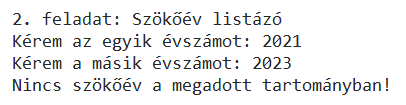 2. feladat: Szökőév listázó
Kérem az egyik évszámot: 2021
Kérem a másik évszámot: 2023
Nincs szökőév a megadott tartományban!